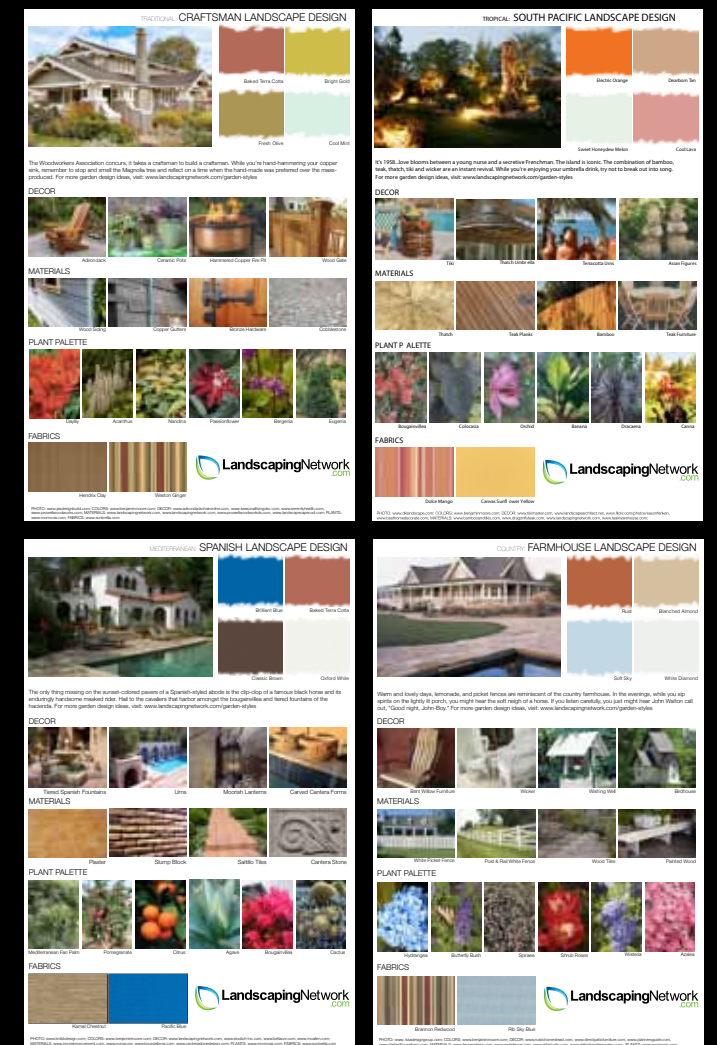 TRADITIONAL: CRAFTSMAN LANDSCAPE DESIGN
Baked Terra Cotta
Bright Gold
Fresh Olive
Cool Mint
The Woodworkers Association concurs, it takes a craftsman to build a craftsman. While you're hand-hammering your copper
sink, remember to stop and smell the Magnolia tree and reflect on a time when the hand-made was preferred over the mass-
produced. For more garden design ideas, visit: www.landscapingnetwork.com/garden-styles
DECOR
Adirondack
Ceramic Pots
Hammered Copper Fire Pit
Wood Gate
MATERIALS
Wood Siding
Copper Gutters
Bronze Hardware
Cobblestone
PLANT PALETTE
Daylily
Acanthus
Nandina
Passionflower
Bergenia
Eugenia
FABRICS
Hendrix Clay
Weston Ginger
LandscapingNetwork
.com
TROPICAL: SOUTH PACIFIC LANDSCAPE DESIGN
Electric Orange
Dearborn Tan
Sweet Honeydew Melon
Cool Lava
It's 1958...love blooms between a young nurse and a secretive Frenchman. The island is iconic. The combination of bamboo,
teak, thatch, tiki and wicker are an instant revival. While you're enjoying your umbrella drink, try not to break out into song.
For more garden design ideas, visit: www.landscapingnetwork.com/garden-styles
DECOR
Tiki
Thatch Umbrella
Terracotta Urns
Asian Figures
MATERIALS
Thatch
Teak Planks
Bamboo
Teak Furniture
PLANT P ALETTE
Bougainvillea
Colocasia
Orchid
Banana
Dracaena
Canna
FABRICS
Dolce Mango
Canvas Sunfl ower Yellow
LandscapingNetwork
.com
MEDITERRANEAN: SPANISH LANDSCAPE DESIGN
Brilliant Blue
Baked Terra Cotta
Classic Brown
Oxford White
The only thing missing on the sunset-colored pavers of a Spanish-styled abode is the clip-clop of a famous black horse and its
enduringly handsome masked rider. Hail to the cavaliers that harbor amongst the bougainvilleas and tiered fountains of the
hacienda. For more garden design ideas, visit: www.landscapingnetwork.com/garden-styles
DECOR
Tiered Spanish Fountains
Urns
Moorish Lanterns
Carved Cantera Forms
MATERIALS
Plaster
Slump Block
Saltillo Tiles
Cantera Stone
PLANT PALETTE
Mediterranean Fan Palm
Pomegranate
Citrus
Agave
Bougainvillea
Cactus
FABRICS
Kernel Chestnut
Pacific Blue
LandscapingNetwork
.com
COUNTRY: FARMHOUSE LANDSCAPE DESIGN
Rust
Blanched Almond
Soft Sky
White Diamond
Warm and lovely days, lemonade, and picket fences are reminiscent of the country farmhouse. In the evenings, while you sip
spirits on the lightly lit porch, you might hear the soft neigh of a horse. If you listen carefully, you just might hear John Walton call
out, "Good night, John-Boy." For more garden design ideas, visit: www.landscapingnetwork.com/garden-styles
DECOR
Bent Willow Furniture
Wicker
Wishing Well
Birdhouse
MATERIALS
White Picket Fence
Post & Rail White Fence
Wood Tiles
Painted Wood
PLANT PALETTE
Hydrangea
Butterfly Bush
Spiraea
Shrub Roses
Wisteria
Azalea
FABRICS
Brannon Redwood
Rib Sky Blue
LandscapingNetwork
.com